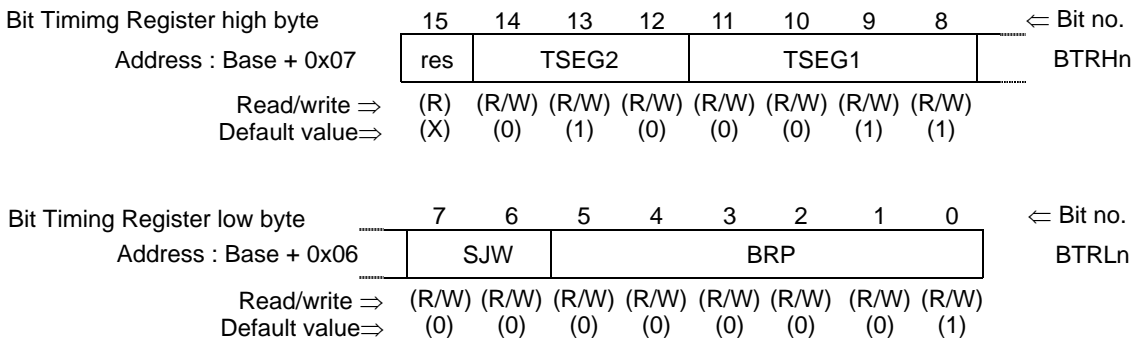 Bit Timimg Register high byte 15 14 13 12 11 10 9 8 ⇐ Bit no.
Address : Base + 0x07 res TSEG2 TSEG1 BTRHn
Read/write ⇒ (R) (R/W) (R/W) (R/W) (R/W) (R/W) (R/W) (R/W)
Default value⇒ (X) (0) (1) (0) (0) (0) (1) (1)
Bit Timing Register low byte 7 6 5 4 3 2 1 0 ⇐ Bit no.
Address : Base + 0x06 SJW BRP BTRLn
Read/write ⇒ (R/W) (R/W) (R/W) (R/W) (R/W) (R/W) (R/W) (R/W)
Default value⇒ (0) (0) (0) (0) (0) (0) (0) (1)